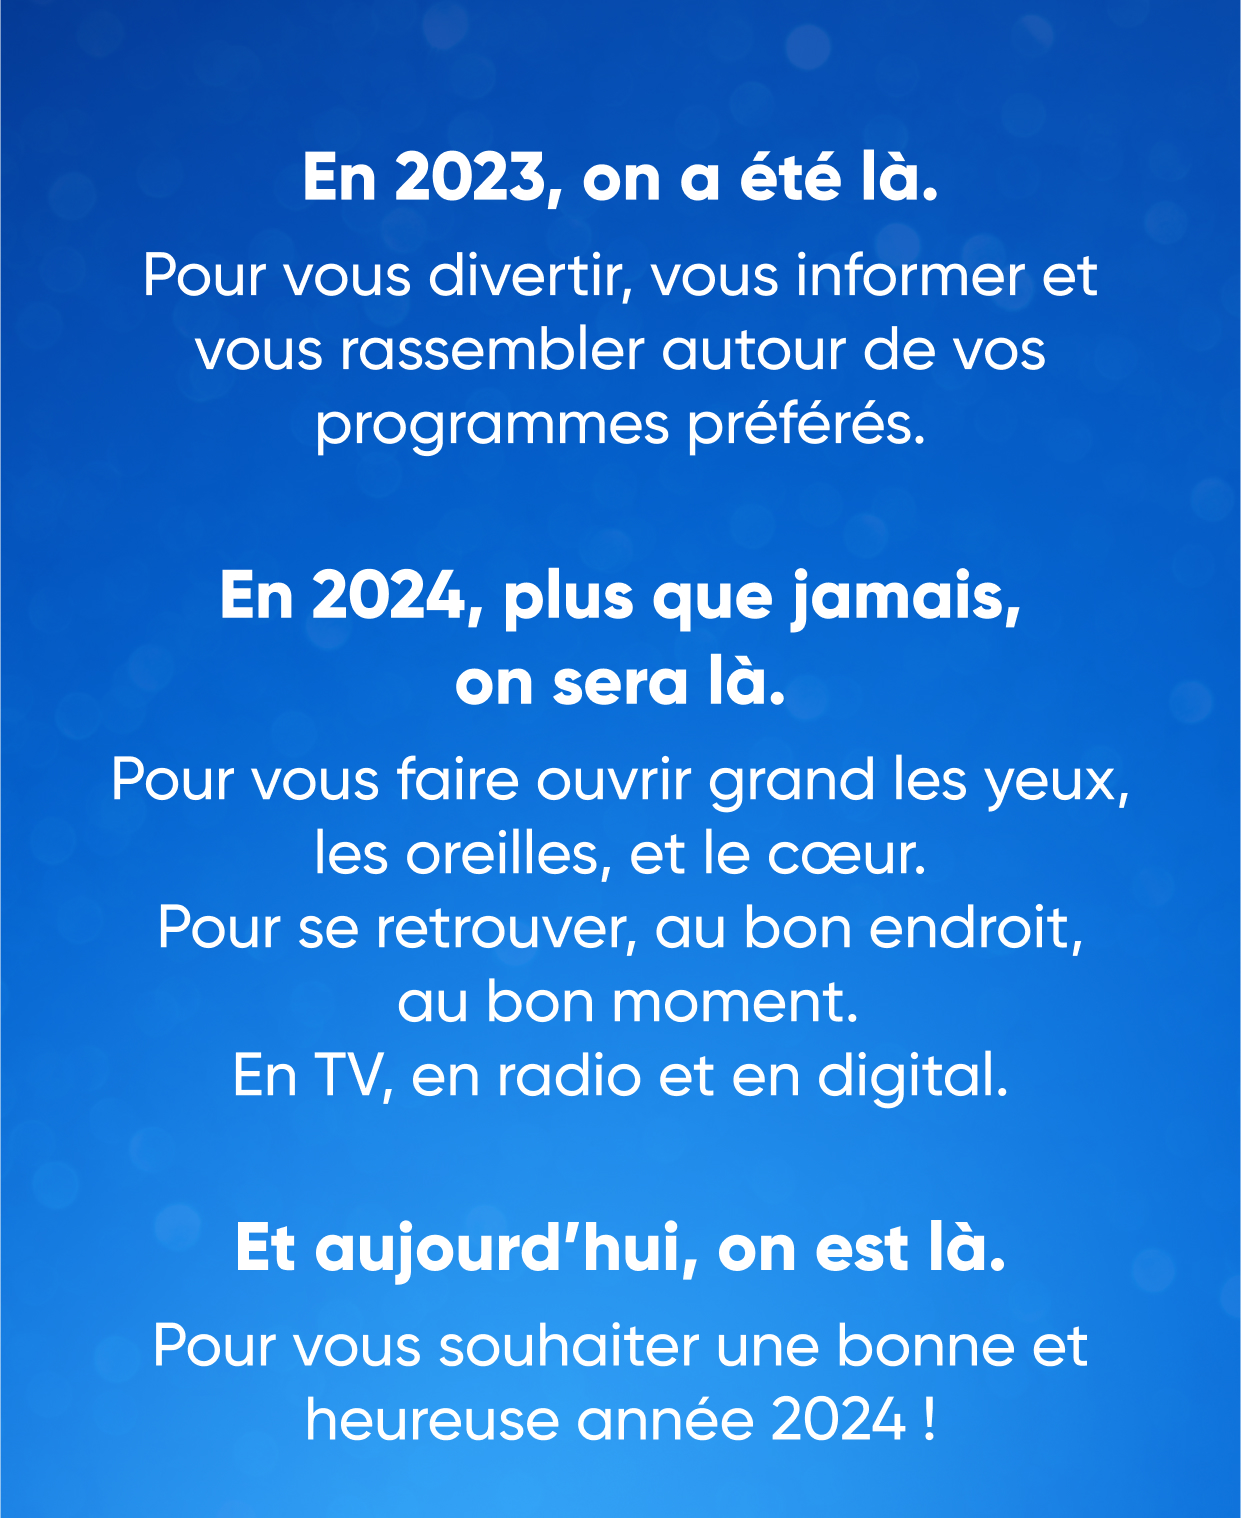 En 2023, on a été là.
Pour vous divertir, vous informer et
vous rassembler autour de vos
programmes préférés.
En 2024, plus que jamais,
on sera là.
Pour vous faire ouvrir grand les yeux,
les oreilles, et le cœur.
Pour se retrouver, au bon endroit,
au bon moment.
En TV, en radio et en digital.
Et aujourd’hui, on est là.
Pour vous souhaiter une bonne et
heureuse année 2024 !